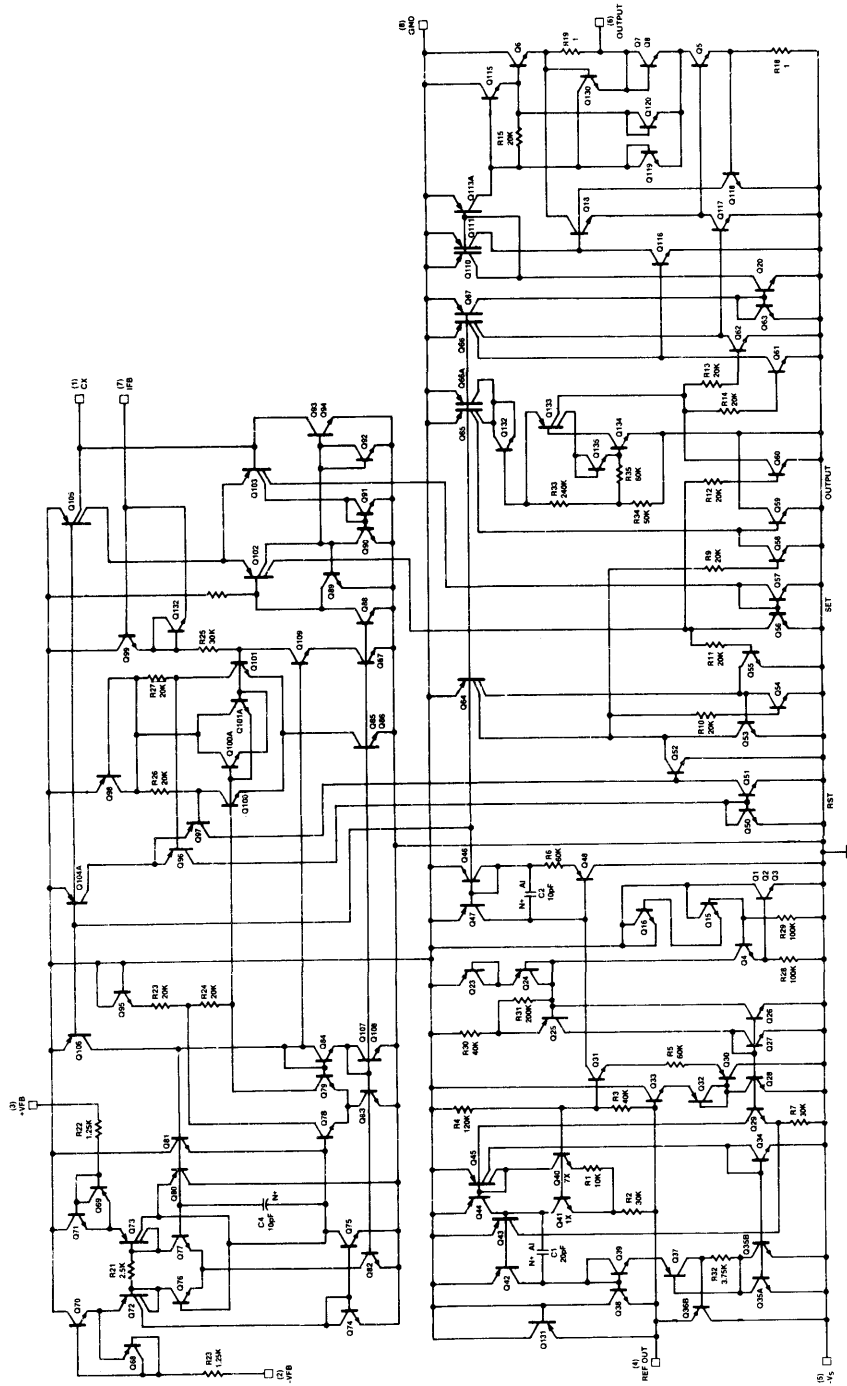 (8)
GND
(6)
OUTPUT
(1)
CX
(7)
IFB
(3)
+VFB
(2)
-VFB
(4)
REF OUT
(5)
-VS
Q70
Q68
R23
1.25K
Q71
Q69
R22
1.25K
Q72
R21
2.5K
Q73
Q76
Q77
Q80
Q81
C4
10pF
N+
Q74
Q75
Q82
Q106
Q95
R23
20K
R24
20K
Q78
Q79
Q84
Q83
Q107
Q108
Q104A
Q96
Q97
Q98
R26
20K
R27
20K
Q100
Q100A
Q101A
Q101
Q85
Q86
Q99
Q132
R25
30K
Q109
Q87
Q88
Q105
Q102
Q103
Q89
Q90
Q91
Q92
Q93
Q94
Q131
Q42
Q43
Q44
Q45
N+
Al
C1
20pF
Q38
Q39
Q37
Q36B
R32
3.75K
Q35A
Q35B
Q34
Q41
1X
Q40
7X
R1
10K
R2
30K
R4
120K
R3
40K
Q31
Q33
Q32
R5
60K
Q30
Q28
Q29
R7
30K
R30
40K
R31
200K
Q23
Q24
Q25
Q26
Q27
Q4
R28
100K
R29
100K
Q16
Q15
Q1
Q2
Q3
Q47
Q46
N+
Al
C2
10pF
R6
60K
Q48
Q50
Q51
RST
Q52
Q53
Q54
R10
20K
Q55
R11
20K
Q64
Q56
Q57
SET
Q58
R9
20K
Q59
Q60
R12
20K
OUTPUT
Q65
Q66A
Q132
Q133
Q135
Q134
R33
240K
R35
60K
R34
50K
Q66
Q67
R14
20K
R13
20K
Q61
Q62
Q63
Q20
Q110
Q111
Q113A
Q116
Q117
Q118
Q115
R15
20K
Q119
Q120
Q130
Q6
R19
1
Q7
Q8
Q5
R18
1